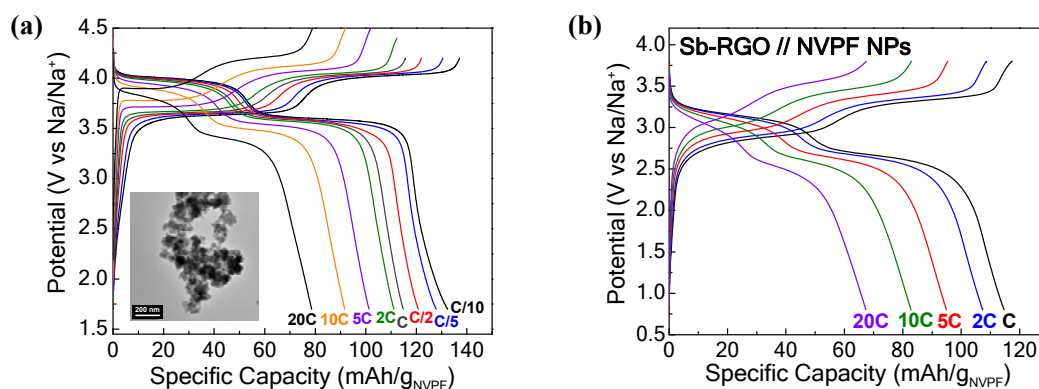 (a)
4.5
4.0
3.5
3.0
2.5
2.0
1.5
Potential (V vs Na/Na⁺)
200 nm
20C 10C 5C 2C C C/2 C/5 C/10
0 20 40 60 80 100 120 140
Specific Capacity (mAh/gNVPF)
(b)
Sb-RGO // NVPF NPs
4.0
3.5
3.0
2.5
2.0
1.5
1.0
0.5
Potential (V vs Na/Na⁺)
20C 10C 5C 2C C
0 20 40 60 80 100 120
Specific Capacity (mAh/gNVPF)